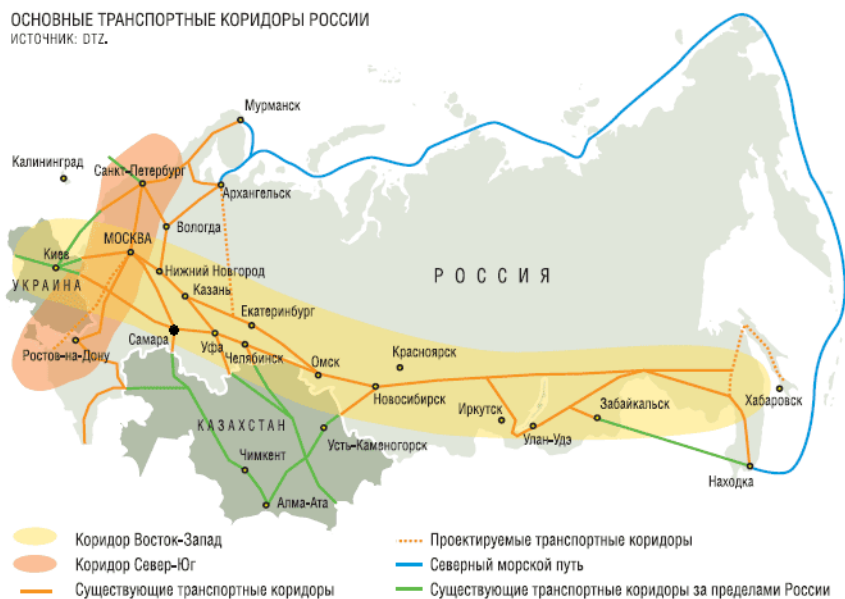 ОСНОВНЫЕ ТРАНСПОРТНЫЕ КОРИДОРЫ РОССИИ
ИСТОЧНИК: DTZ.
Мурманск
Калининград
Санкт-Петербург
Архангельск
Вологда
МОСКВА
Киев
УКРАИНА
Нижний Новгород
РОССИЯ
Казань
Екатеринбург
Самара
Уфа
Ростов-на-Дону
Челябинск
Омск
Красноярск
Новосибирск
Хабаровск
Иркутск
Забайкальск
КАЗАХСТАН
Усть-Каменогорск
Улан-Удэ
Чимкент
Находка
Алма-Ата
Коридор Восток-Запад
Коридор Север-Юг
Существующие транспортные коридоры
Проектируемые транспортные коридоры
Северный морской путь
Существующие транспортные коридоры за пределами России